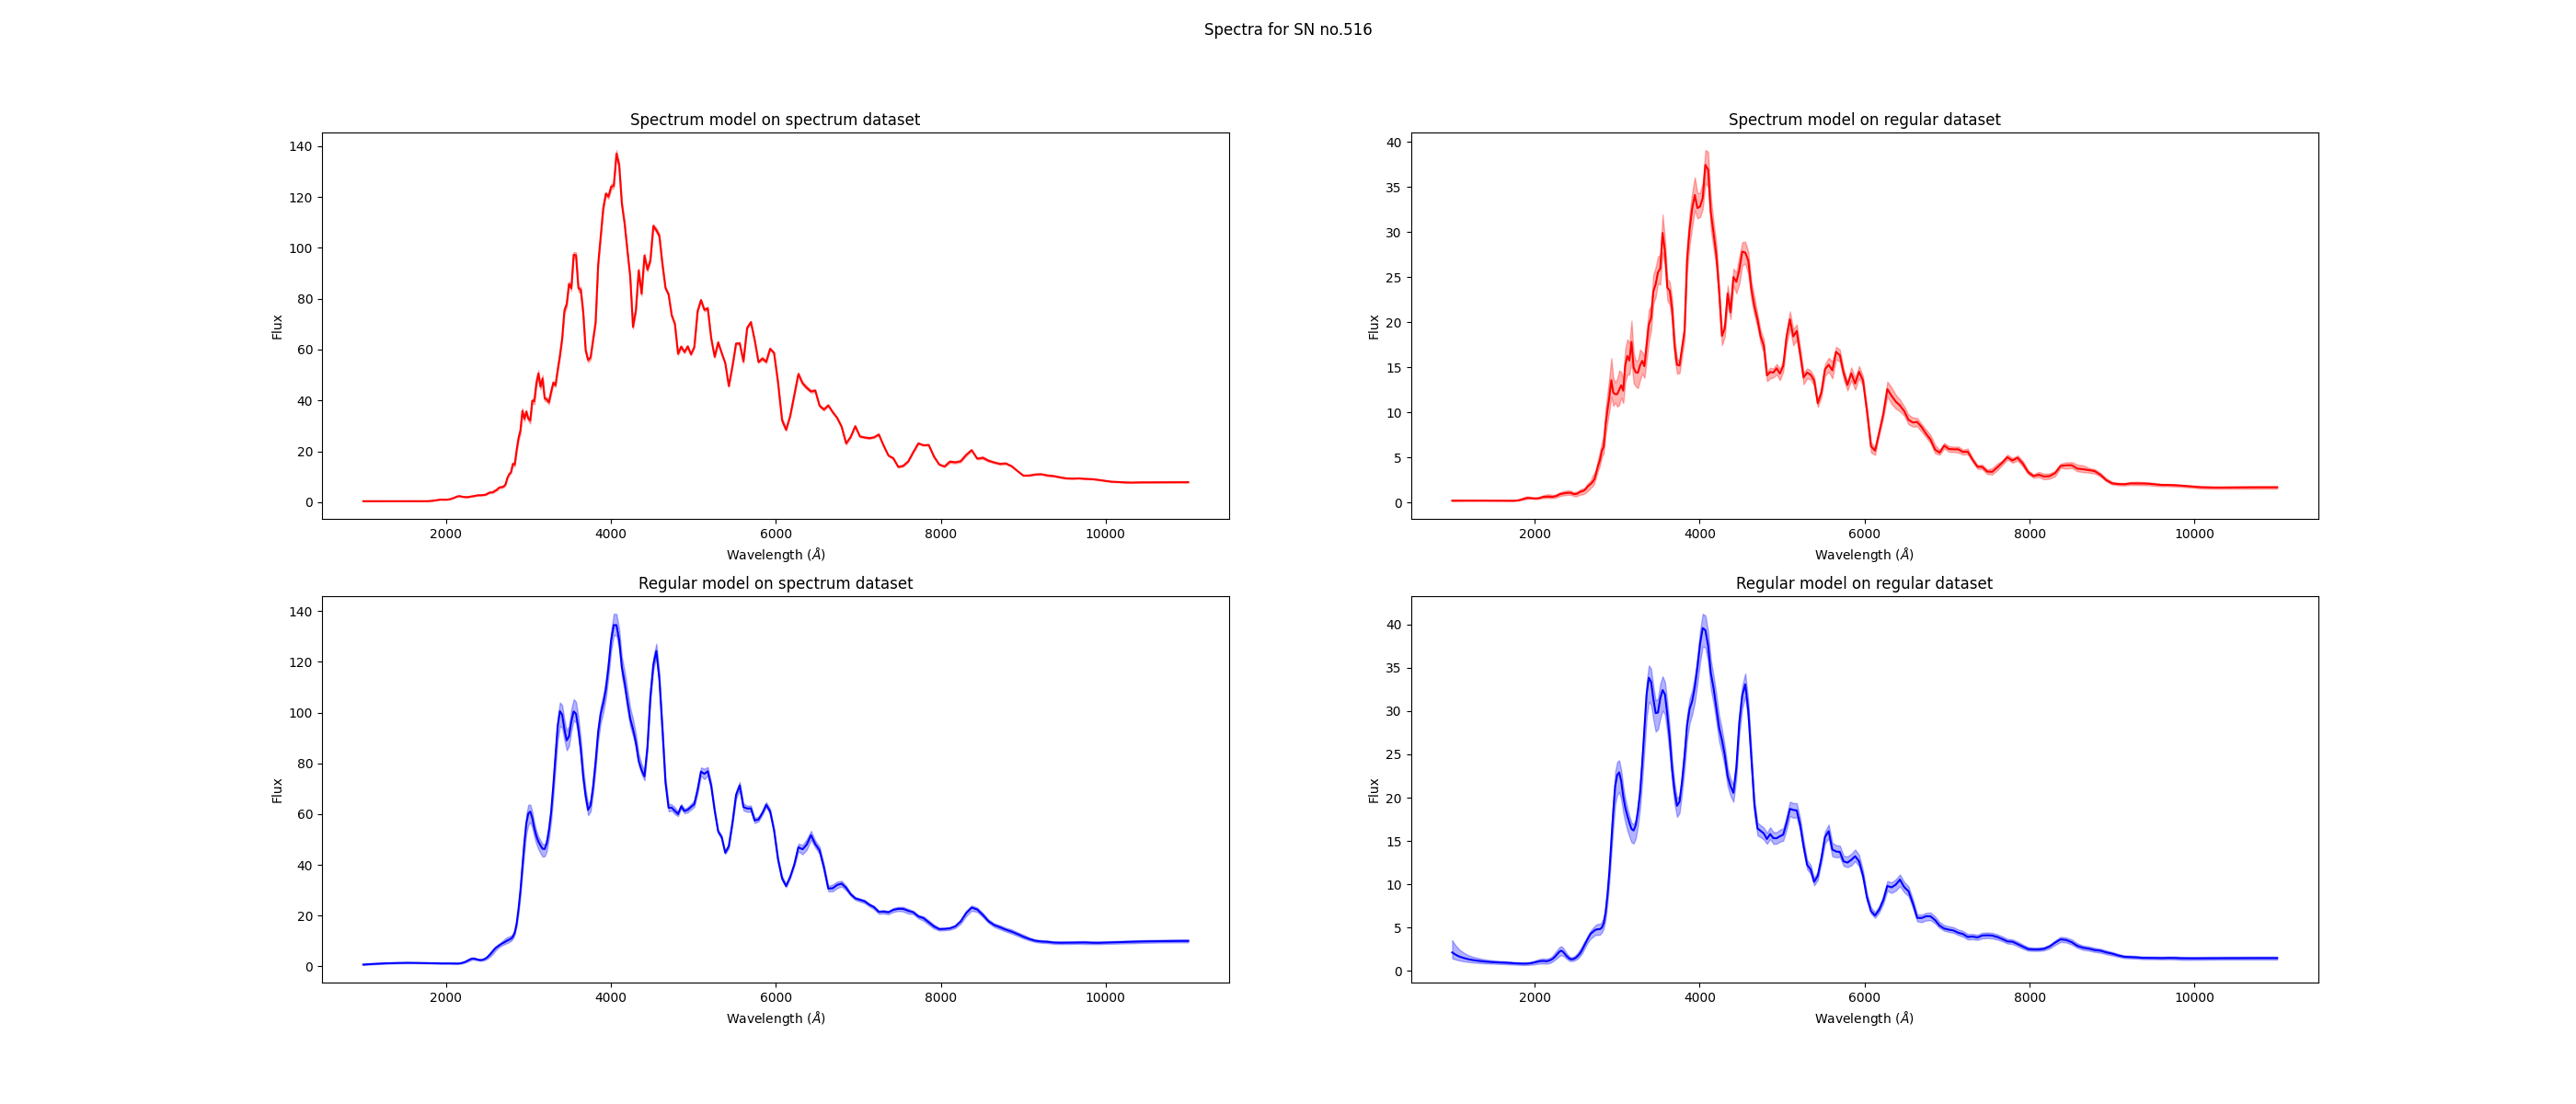 Spectra for SN no.516
Spectrum model on spectrum dataset
140
120
100
80
60
40
20
0
Flux
2000 4000 6000 8000 10000
Wavelength (Å)
Spectrum model on regular dataset
40
35
30
25
20
15
10
5
0
Flux
2000 4000 6000 8000 10000
Wavelength (Å)
Regular model on spectrum dataset
140
120
100
80
60
40
20
0
Flux
2000 4000 6000 8000 10000
Wavelength (Å)
Regular model on regular dataset
40
35
30
25
20
15
10
5
0
Flux
2000 4000 6000 8000 10000
Wavelength (Å)